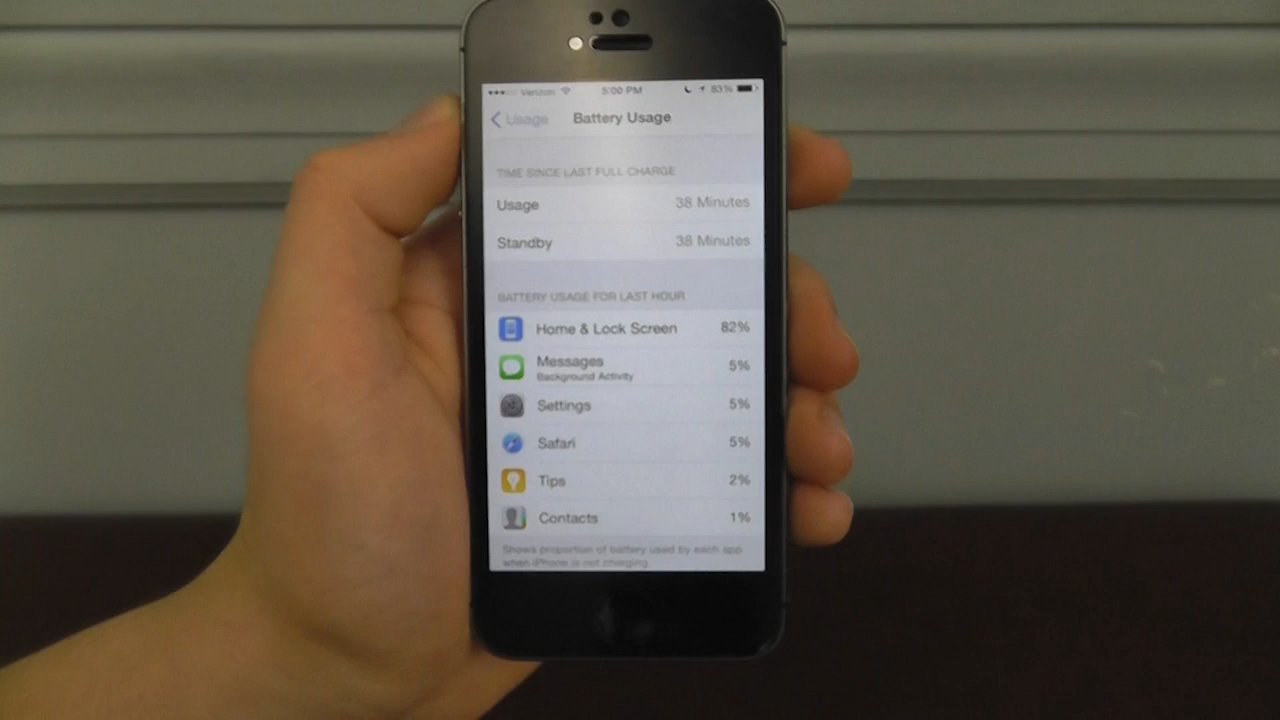 Verizon 5:00 PM 83%
Usage Battery Usage
TIME SINCE LAST FULL CHARGE
Usage 38 Minutes
Standby 38 Minutes
BATTERY USAGE FOR LAST HOUR
Home & Lock Screen 82%
Messages 5%
Background Activity
Settings 5%
Safari 5%
Tips 2%
Contacts 1%
Shows proportion of battery used by each app
when iPhone is not charging.